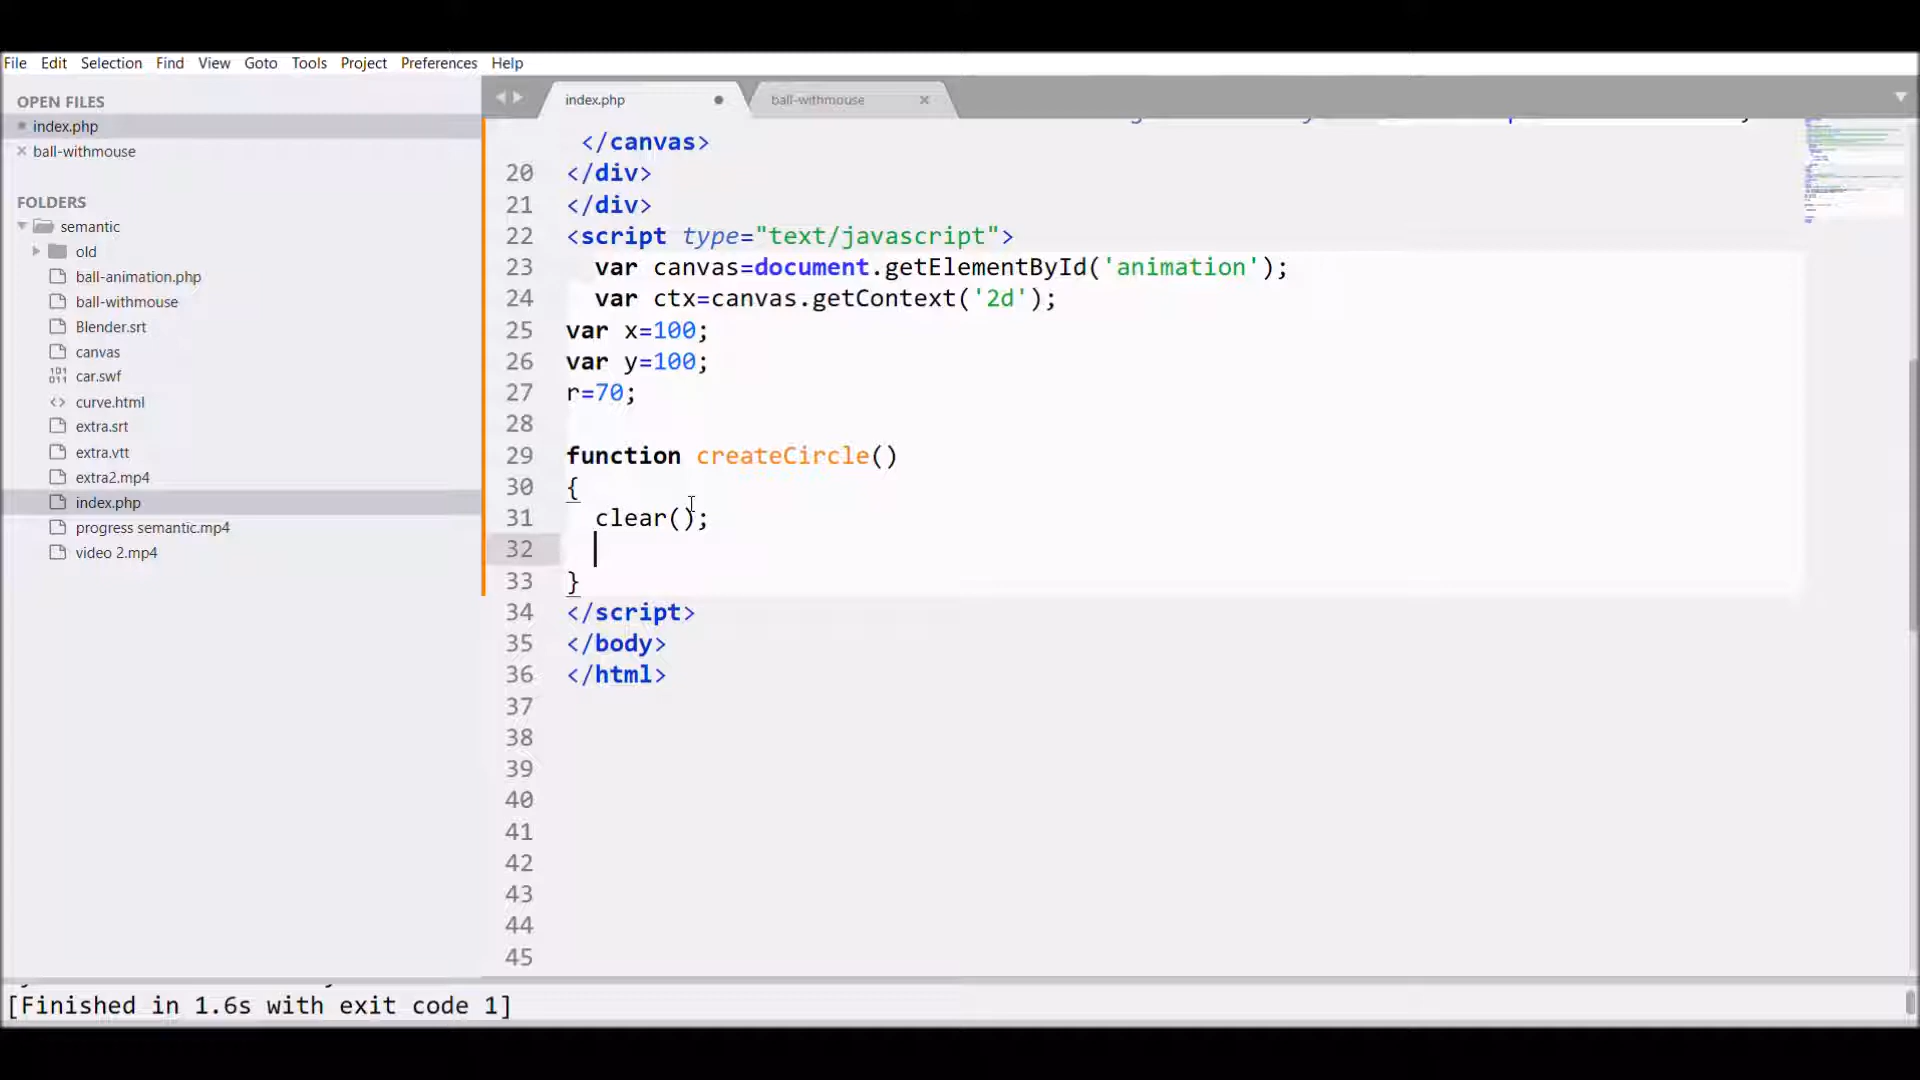 File Edit Selection Find View Goto Tools Project Preferences Help
OPEN FILES
index.php
ball-withmouse
FOLDERS
semantic
old
ball-animation.php
ball-withmouse
Blender.srt
canvas
car.swf
curve.html
extra.srt
extra.vtt
extra2.mp4
index.php
progress semantic.mp4
video 2.mp4
index.php
ball-withmouse
</canvas>
20 </div>
21 </div>
22 <script type="text/javascript">
23 var canvas=document.getElementById('animation');
24 var ctx=canvas.getContext('2d');
25 var x=100;
26 var y=100;
27 r=70;
28
29 function createCircle()
30 {
31 clear();
32
33 }
34 </script>
35 </body>
36 </html>
37
38
39
40
41
42
43
44
45
[Finished in 1.6s with exit code 1]